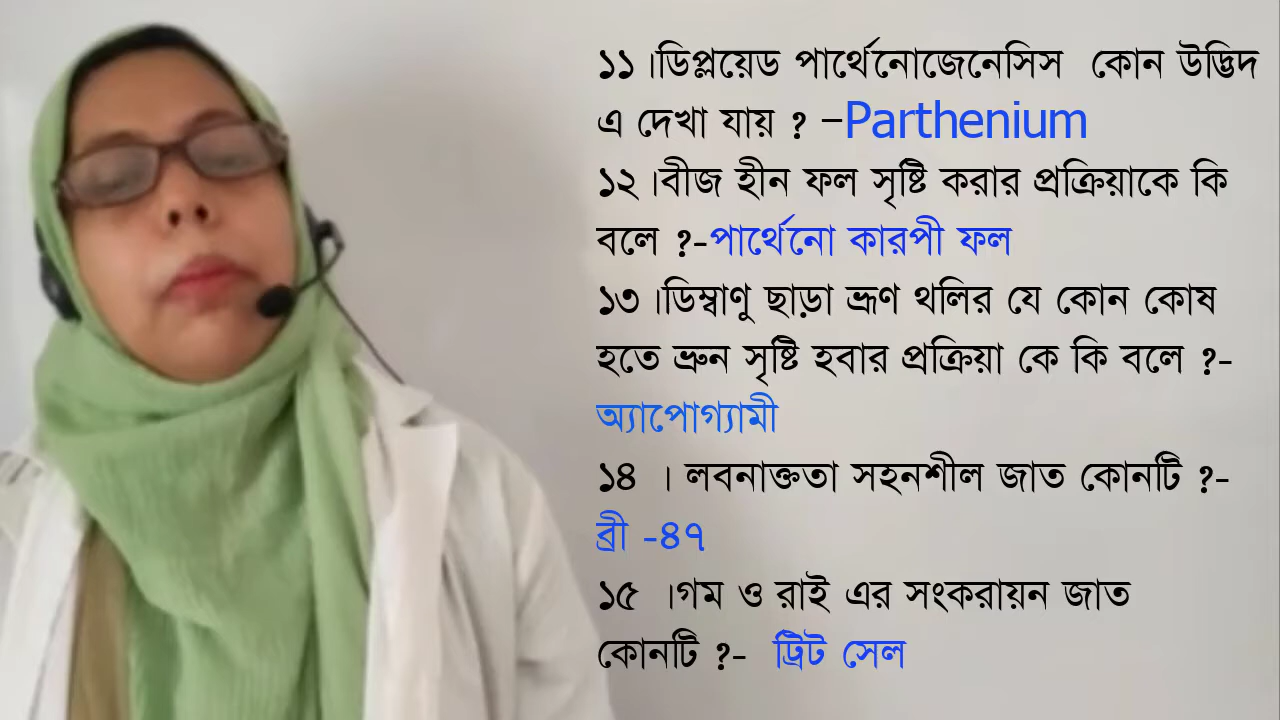 ১১।ডিপ্লয়েড পার্থেনোজেনেসিস কোন উদ্ভিদ
এ দেখা যায় ? –Parthenium
১২।বীজ হীন ফল সৃষ্টি করার প্রক্রিয়াকে কি
বলে ?-পার্থেনো কারপী ফল
১৩।ডিম্বাণু ছাড়া ভ্রূণ থলির যে কোন কোষ
হতে ভ্রুন সৃষ্টি হবার প্রক্রিয়া কে কি বলে ?-
অ্যাপোগ্যামী
১৪ । লবনাক্ততা সহনশীল জাত কোনটি ?-
ব্রী -৪৭
১৫ ।গম ও রাই এর সংকরায়ন জাত
কোনটি ?- ট্রিট সেল